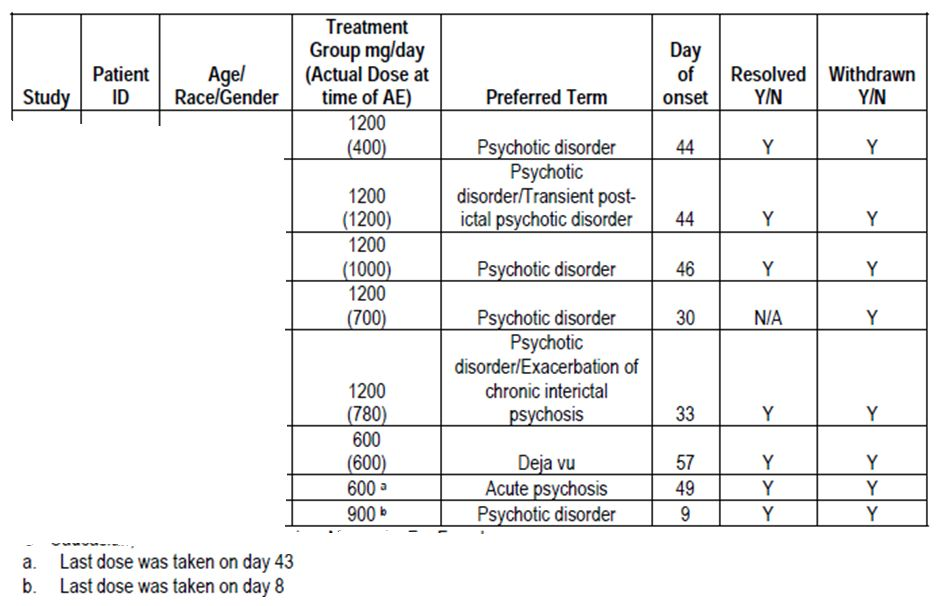 Study Patient ID Age/ Race/Gender Treatment Group mg/day (Actual Dose at time of AE) Preferred Term Day of onset Resolved Y/N Withdrawn Y/N
1200
(400) Psychotic disorder 44 Y Y
Psychotic
1200 disorder/Transient post-
(1200) ictal psychotic disorder 44 Y Y
1200
(1000) Psychotic disorder 46 Y Y
1200
(700) Psychotic disorder 30 N/A Y
Psychotic
disorder/Exacerbation of
1200 chronic interictal
(780) psychosis 33 Y Y
600
(600) Deja vu 57 Y Y
600 a Acute psychosis 49 Y Y
900 b Psychotic disorder 9 Y Y
a. Last dose was taken on day 43
b. Last dose was taken on day 8